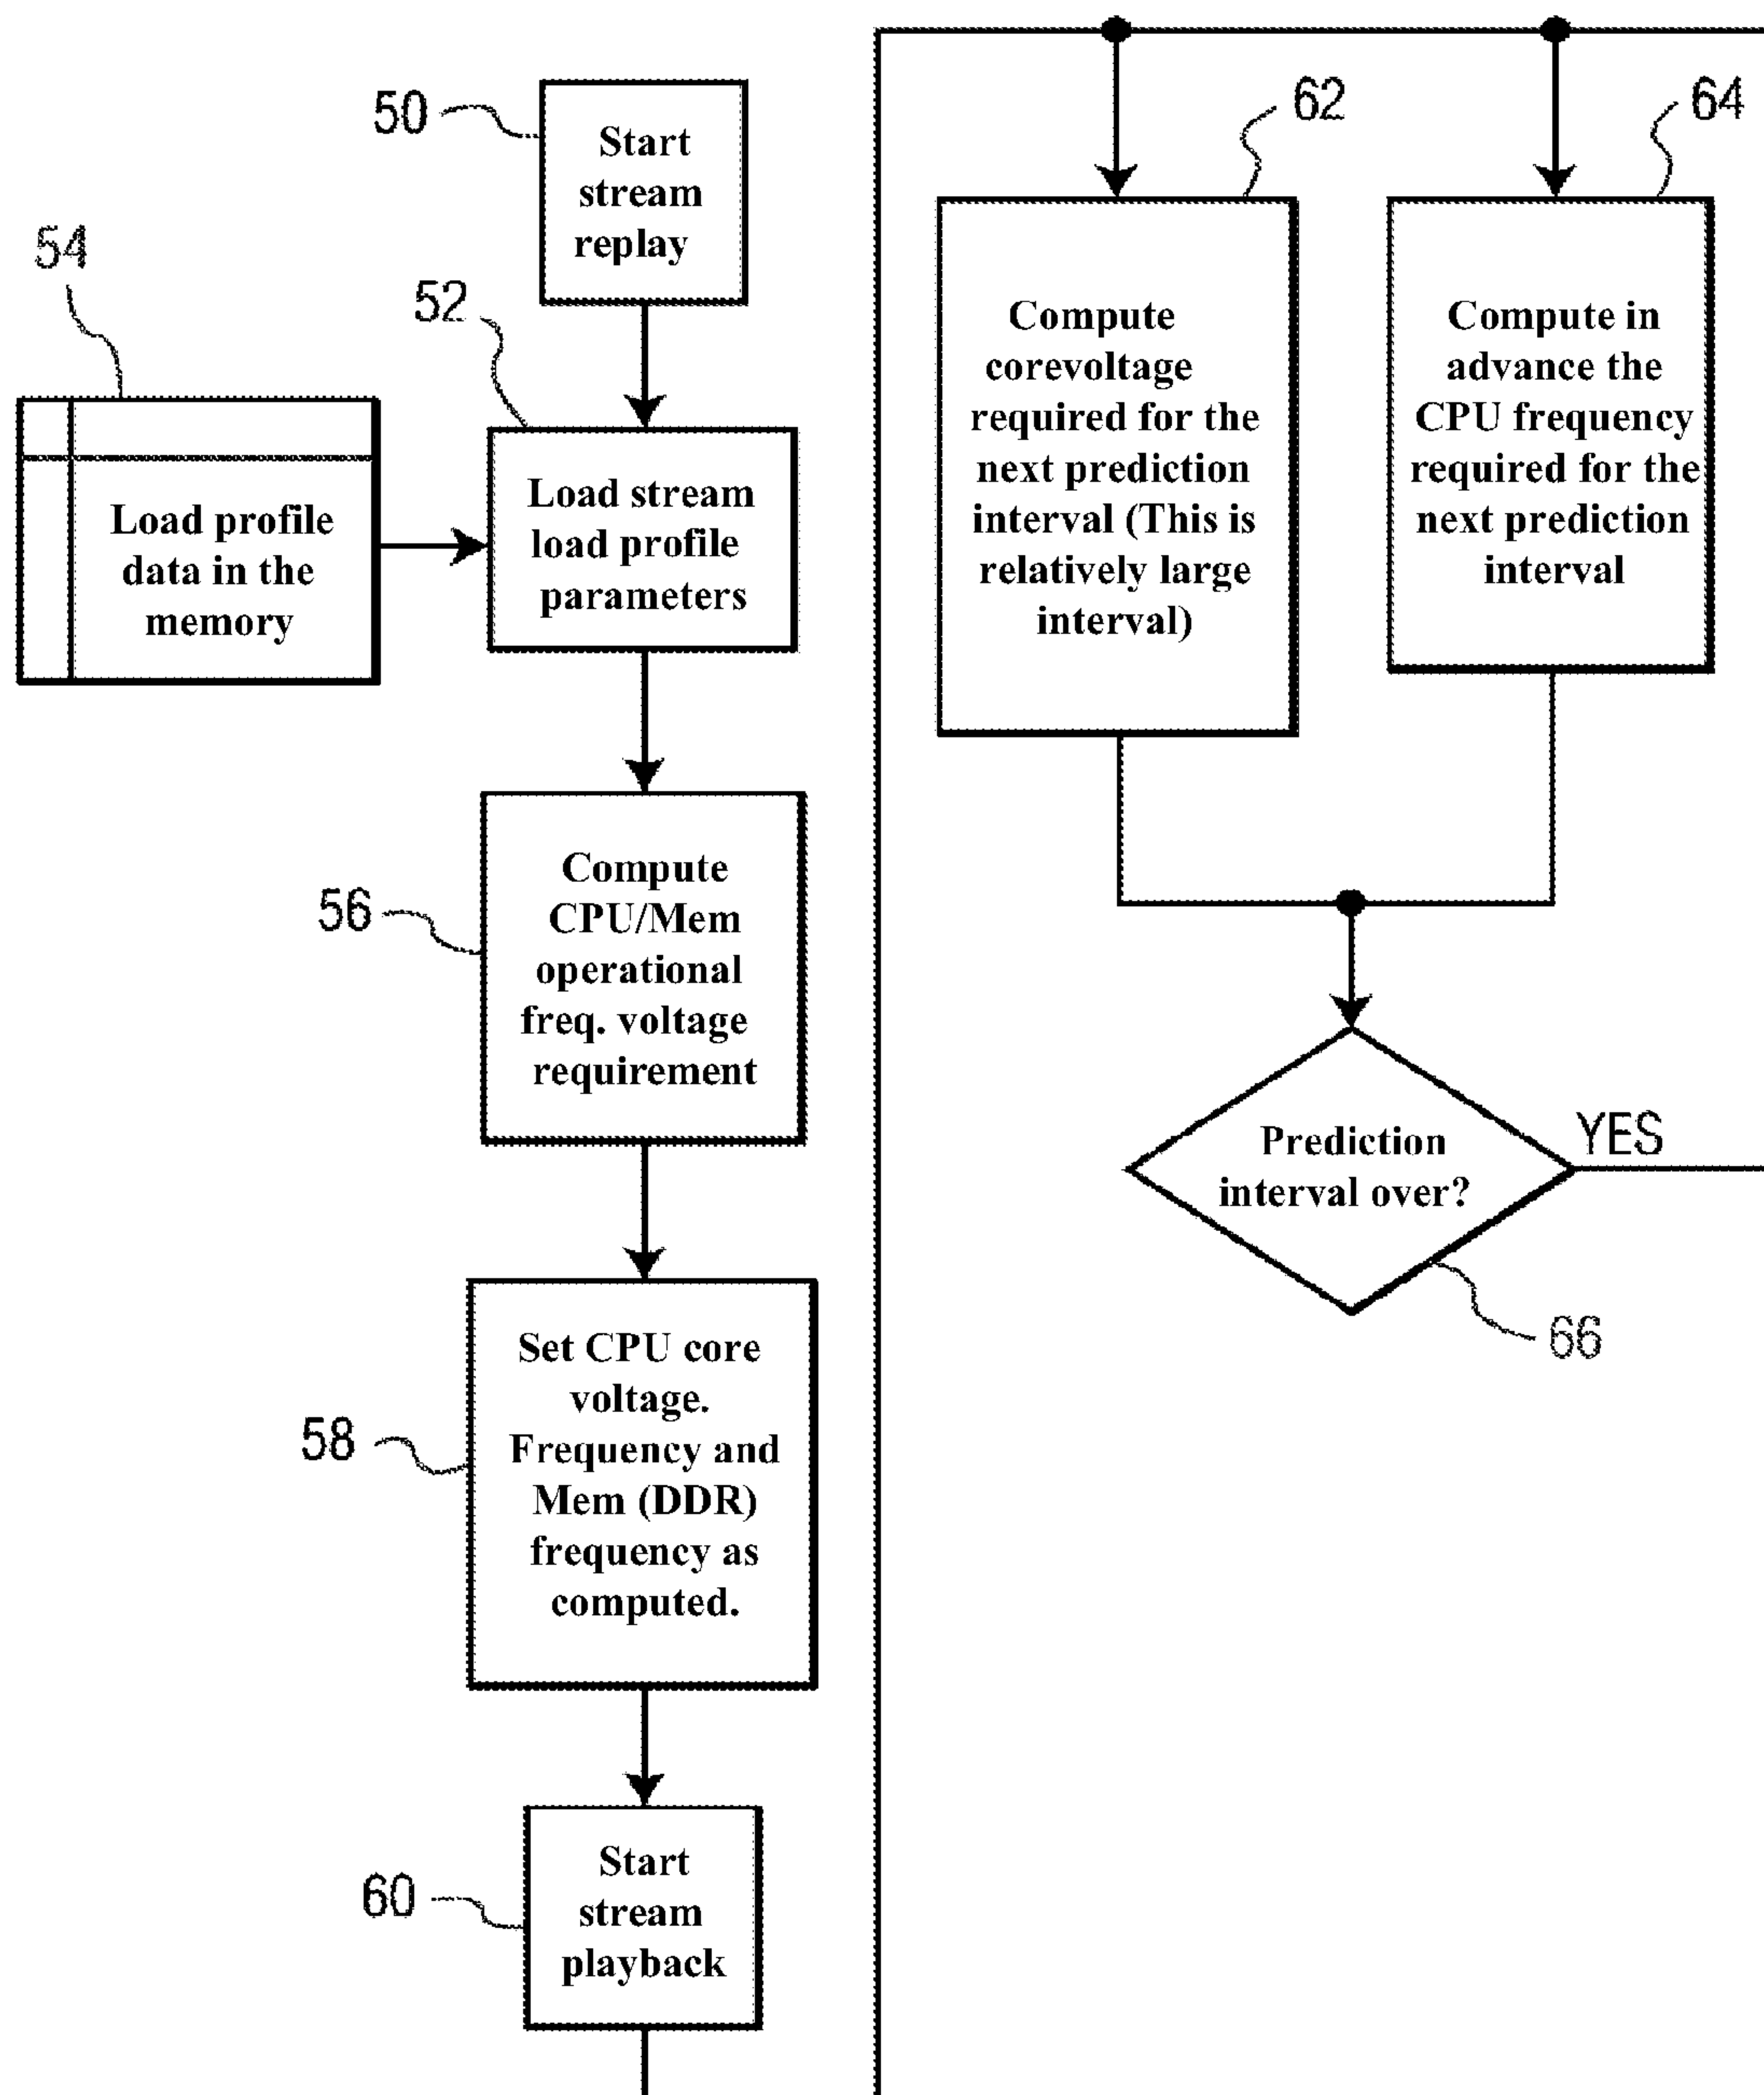 50
Start
stream
replay
54
52
Load profile
data in the
memory
Load stream
load profile
parameters
56
Compute
CPU/Mem
operational
freq. voltage
requirement
58
Set CPU core
voltage.
Frequency and
Mem (DDR)
frequency as
computed.
60
Start
stream
playback
62
Compute
corevoltage
required for the
next prediction
interval (This is
relatively large
interval)
64
Compute in
advance the
CPU frequency
required for the
next prediction
interval
Prediction
interval over?
YES
66